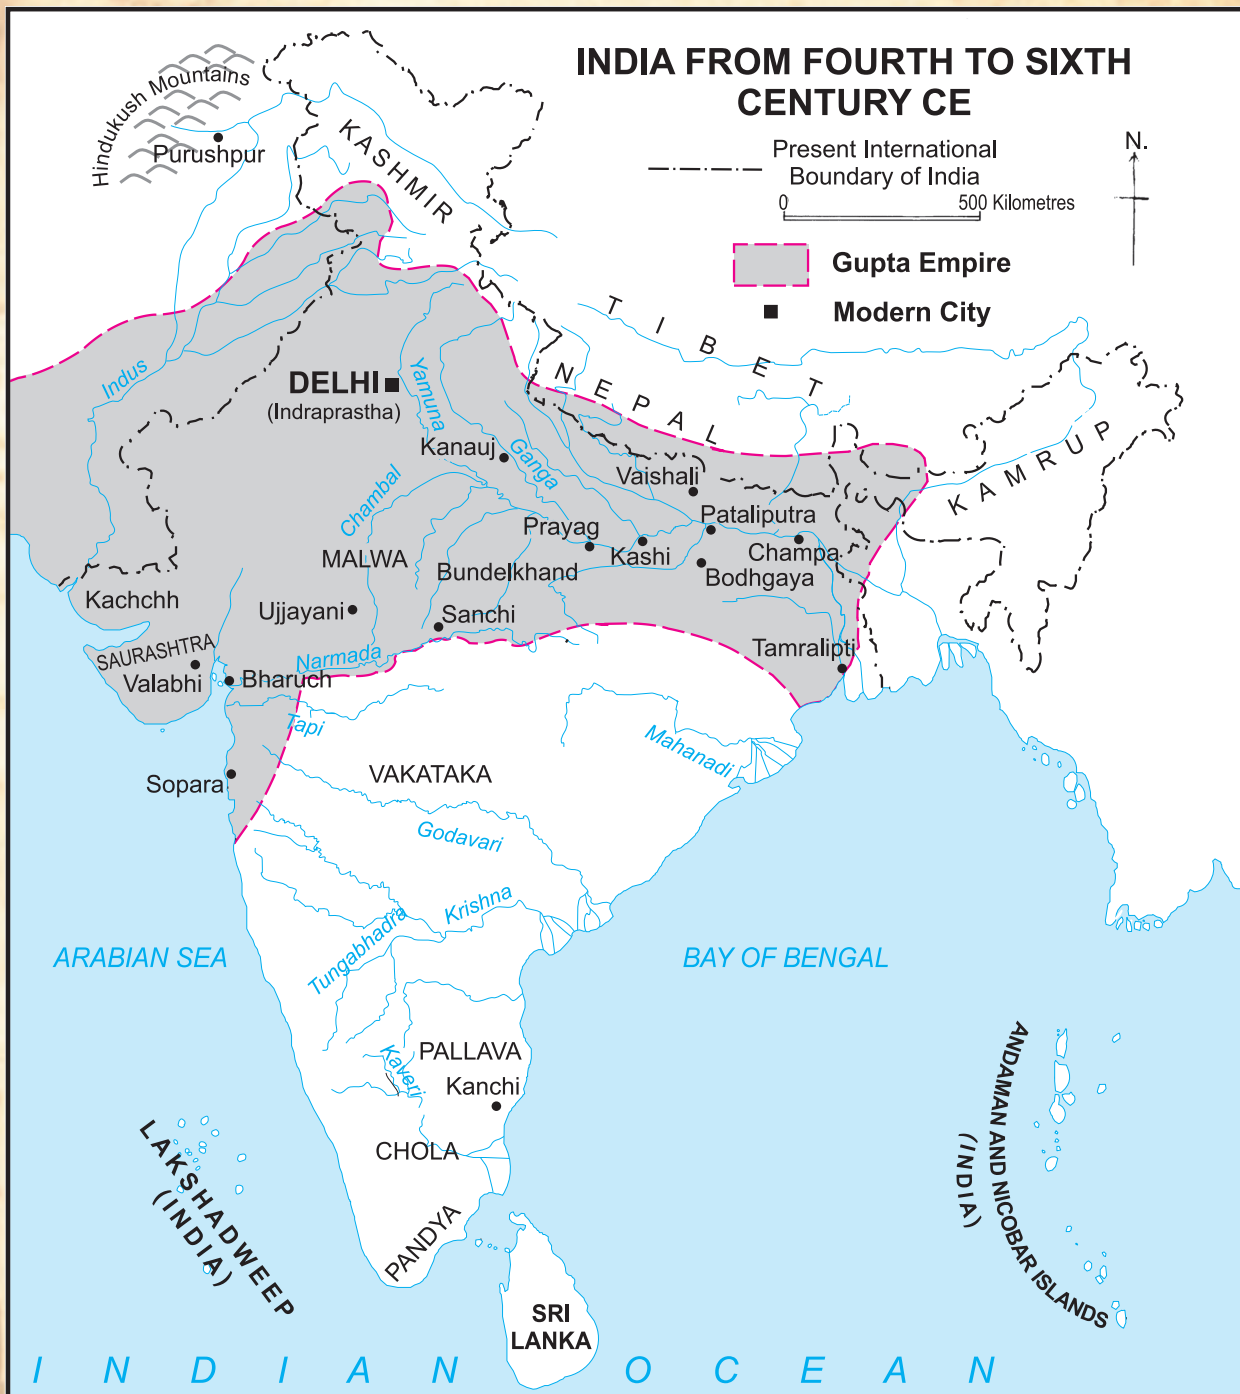 INDIA FROM FOURTH TO SIXTH
CENTURY CE
Present International
Boundary of India
0 500 Kilometres
N.
Gupta Empire
Modern City
Hindukush Mountains
Purushpur
KASHMIR
TIBET
NEPAL
KAMRUP
Indus
DELHI
(Indraprastha)
Yamuna
Kanauj
Ganga
Vaishali
Chambal
Prayag
Pataliputra
Kashi
Champa
MALWA
Bundelkhand
Bodhgaya
Kachchh
Ujjayani
Sanchi
SAURASHTRA
Narmada
Tamralipti
Valabhi
Bharuch
Tapi
Mahanadi
Sopara
VAKATAKA
Godavari
Krishna
Tungabhadra
ARABIAN SEA
BAY OF BENGAL
PALLAVA
Kaveri
Kanchi
CHOLA
PANDYA
LAKSHADWEEP
(INDIA)
ANDAMAN AND NICOBAR ISLANDS
(INDIA)
SRI
LANKA
INDIAN OCEAN